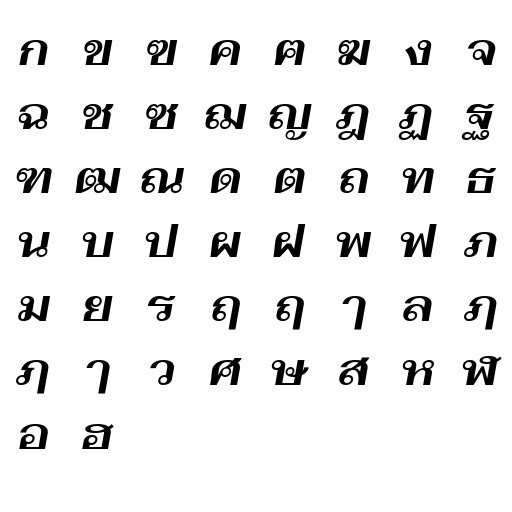 ก ข ฃ ค ฅ ฆ ง จ
ฉ ช ซ ฌ ญ ฎ ฏ ฐ
ฑ ฒ ณ ด ต ถ ท ธ
น บ ป ผ ฝ พ ฟ ภ
ม ย ร ฤ ฤ ๅ ล ฦ
ฦ ๅ ว ศ ษ ส ห ฬ
อ ฮ